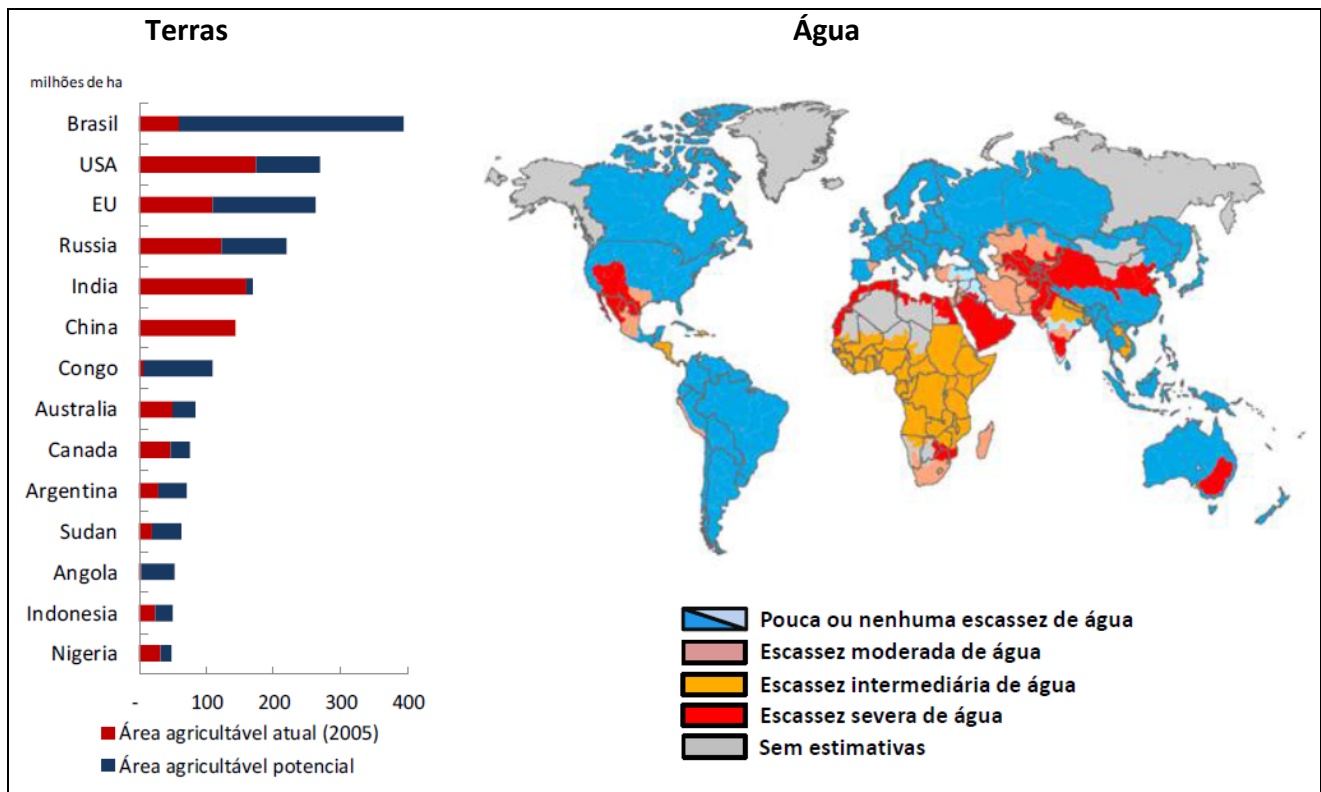 Terras
Água
milhões de ha
Brasil
USA
EU
Russia
India
China
Congo
Australia
Canada
Argentina
Sudan
Angola
Indonesia
Nigeria
- 100 200 300 400
Área agricultável atual (2005)
Área agricultável potencial
Pouca ou nenhuma escassez de água
Escassez moderada de água
Escassez intermediária de água
Escassez severa de água
Sem estimativas